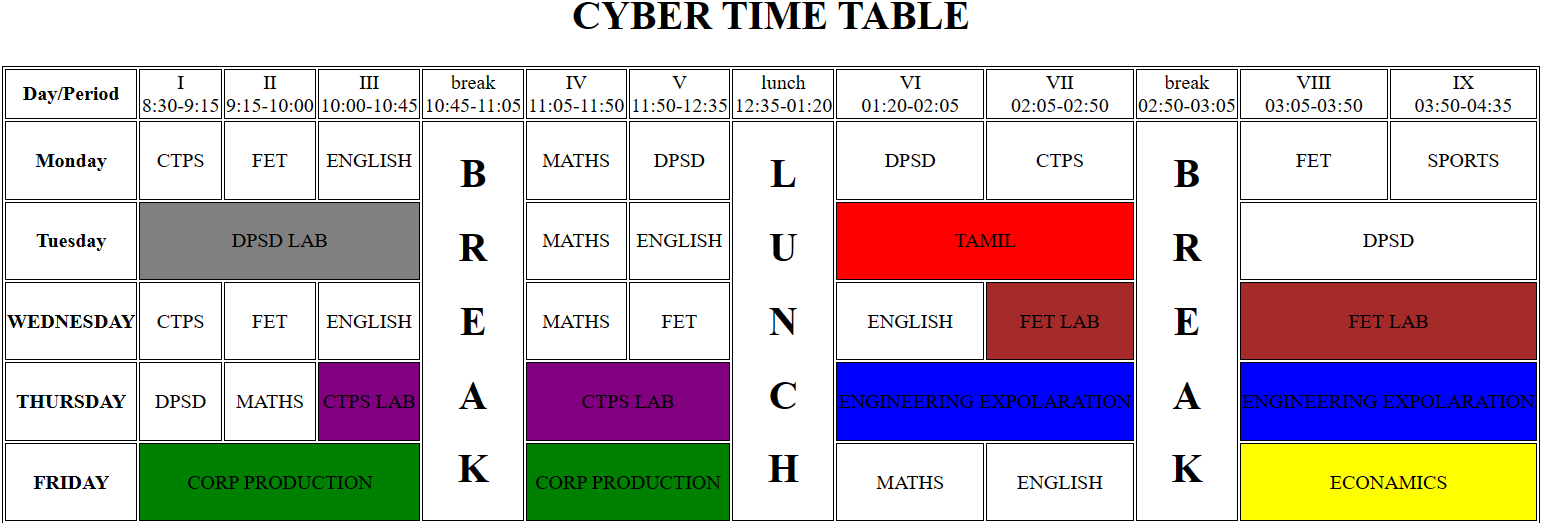 CYBER TIME TABLE
Day/Period I 8:30-9:15 II 9:15-10:00 III 10:00-10:45 break 10:45-11:05 IV 11:05-11:50 V 11:50-12:35 lunch 12:35-01:20 VI 01:20-02:05 VII 02:05-02:50 break 02:50-03:05 VIII 03:05-03:50 IX 03:50-04:35
Monday CTPS FET ENGLISH B MATHS DPSD L DPSD CTPS B FET SPORTS
Tuesday DPSD LAB R MATHS ENGLISH U TAMIL R DPSD
WEDNESDAY CTPS FET ENGLISH E MATHS FET N ENGLISH FET LAB E FET LAB
THURSDAY DPSD MATHS CTPS LAB A CTPS LAB C ENGINEERING EXPOLARATION A ENGINEERING EXPOLARATION
FRIDAY CORP PRODUCTION K CORP PRODUCTION H MATHS ENGLISH K ECONAMICS